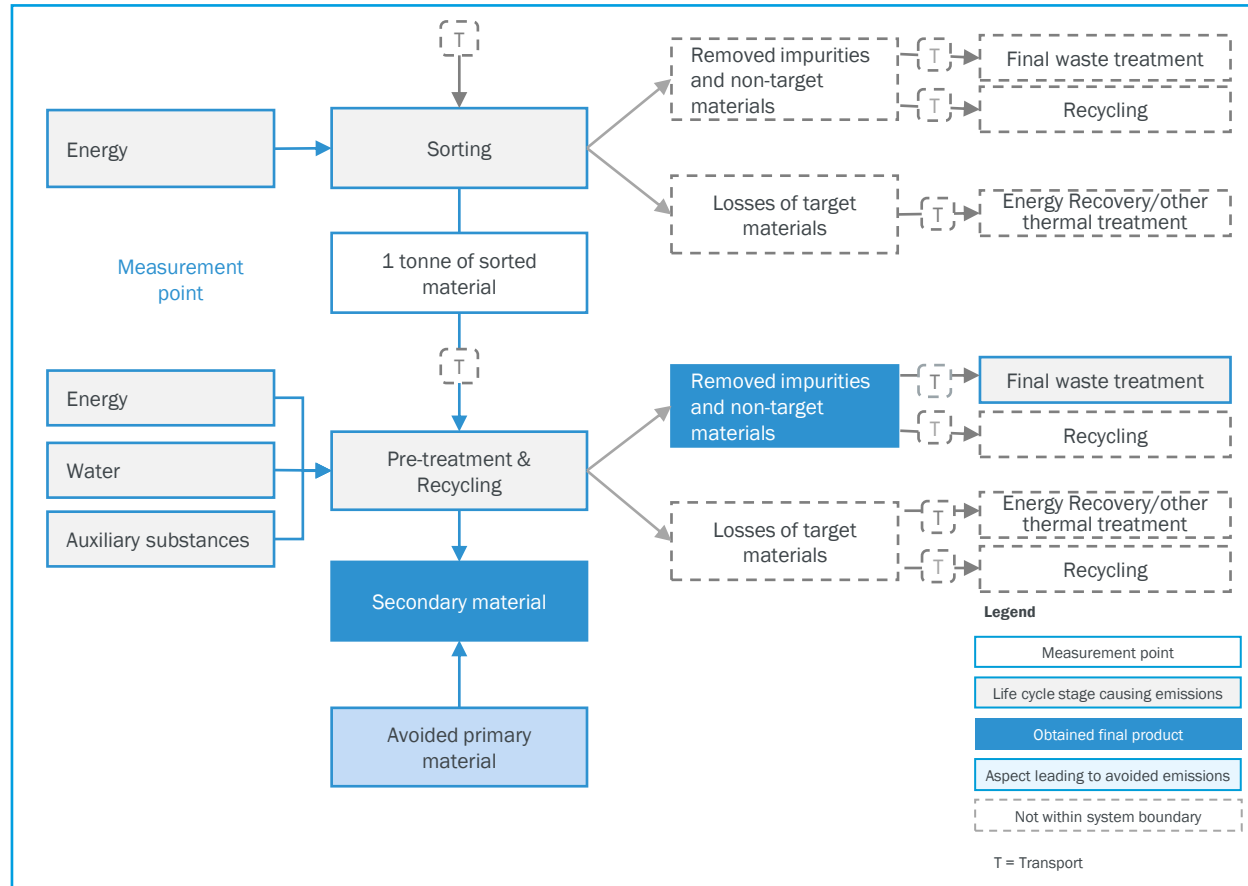 T
Removed impurities
and non-target
materials
T
Final waste treatment
T
Recycling
Energy
Sorting
Losses of target
materials
T
Energy Recovery/other
thermal treatment
Measurement
point
1 tonne of sorted
material
T
Removed impurities
and non-target
materials
T
Final waste treatment
T
Recycling
Energy
Water
Auxiliary substances
Pre-treatment &
Recycling
Losses of target
materials
T
Energy Recovery/other
thermal treatment
T
Recycling
Secondary material
Avoided primary
material
Legend
Measurement point
Life cycle stage causing emissions
Obtained final product
Aspect leading to avoided emissions
Not within system boundary
T = Transport